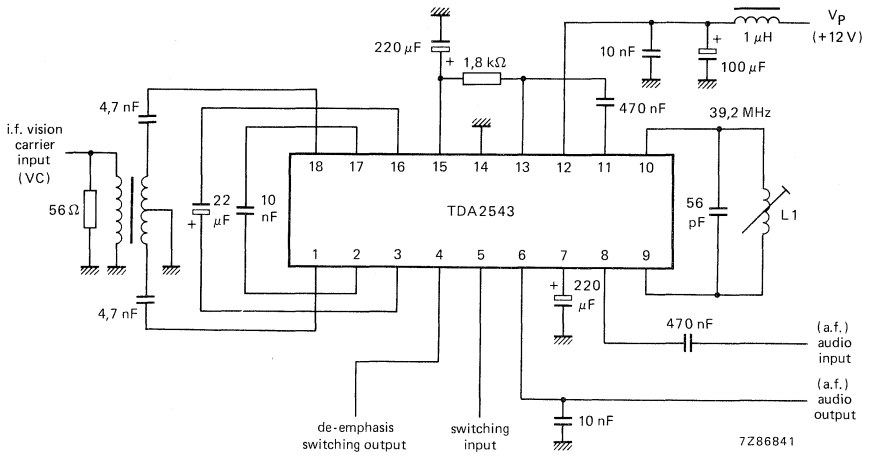 V_P
(+12 V)
1 µH
+
100 µF
10 nF
220 µF
+
1,8 kΩ
470 nF
39,2 MHz
4,7 nF
i.f. vision
carrier
input
(VC)
56 Ω
22
µF
+
10
nF
18 17 16 15 14 13 12 11 10
TDA2543
1 2 3 4 5 6 7 8 9
56
pF
L1
4,7 nF
+
220
µF
470 nF
(a.f.)
audio
input
(a.f.)
audio
output
10 nF
de-emphasis
switching output
switching
input
7Z86841